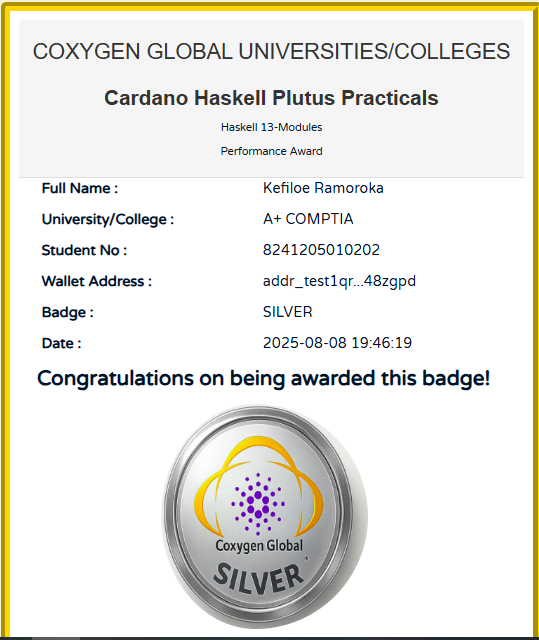 COXYGEN GLOBAL UNIVERSITIES/COLLEGES
Cardano Haskell Plutus Practicals
Haskell 13-Modules
Performance Award
Full Name : Kefiloe Ramoroka
University/College : A+ COMPTIA
Student No : 8241205010202
Wallet Address : addr_test1qr...48zgpd
Badge : SILVER
Date : 2025-08-08 19:46:19
Congratulations on being awarded this badge!
Coxygen Global
SILVER